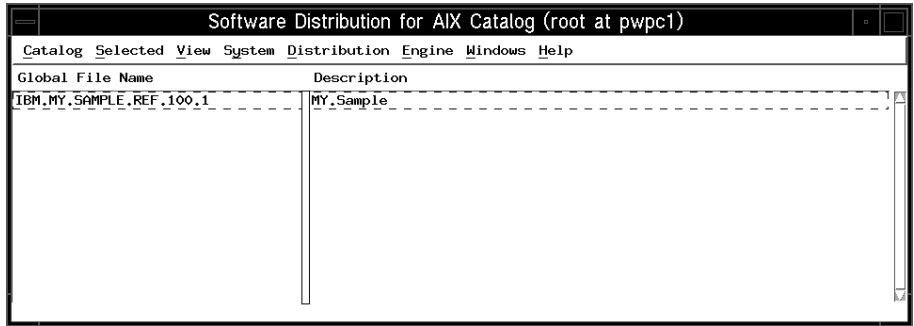 Software Distribution for AIX Catalog (root at pwpc1)
Catalog Selected View System Distribution Engine Windows Help
Global File Name Description
IBM.MY.SAMPLE.REF.100.1 MY.Sample